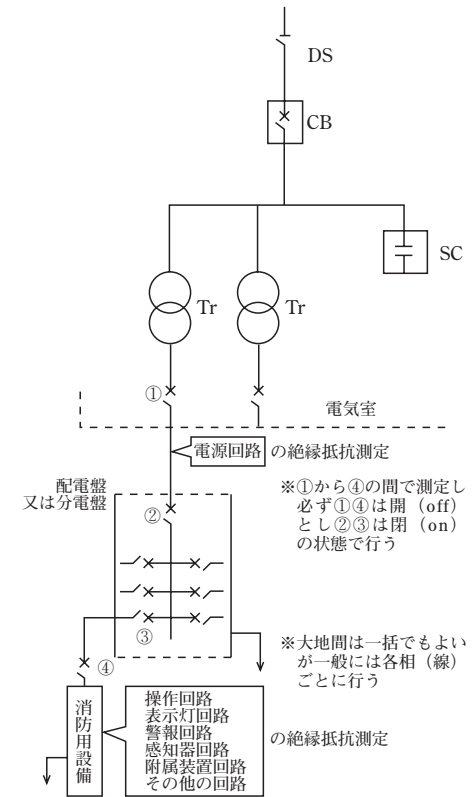 DS
CB
SC
Tr
Tr
①
電気室
電源回路 の絶縁抵抗測定
配電盤
又は分電盤
②
※①から④の間で測定し
必ず①④は開（off）
とし②③は閉（on）
の状態で行う
③
※大地間は一括でもよい
が一般には各相（線）
ごとに行う
④
消防用設備
操作回路
表示灯回路
警報回路
感知器回路
附属装置回路
その他の回路
の絶縁抵抗測定